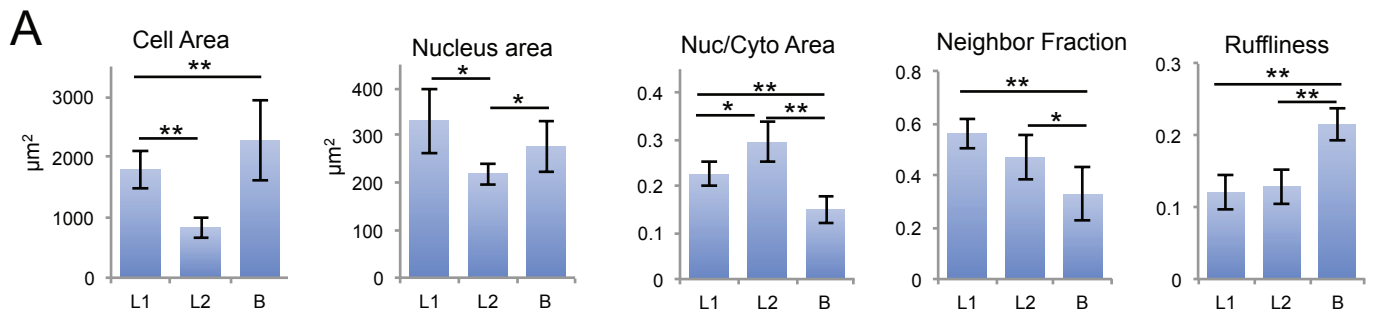 A
Cell Area
µm²
3000
2000
1000
0
**
**
L1 L2 B
Nucleus area
µm²
400
300
200
100
0
*
*
L1 L2 B
Nuc/Cyto Area
0.4
0.3
0.2
0.1
0
**
* **
L1 L2 B
Neighbor Fraction
0.8
0.6
0.4
0.2
0
**
*
L1 L2 B
Ruffliness
0.3
0.2
0.1
0
**
**
L1 L2 B